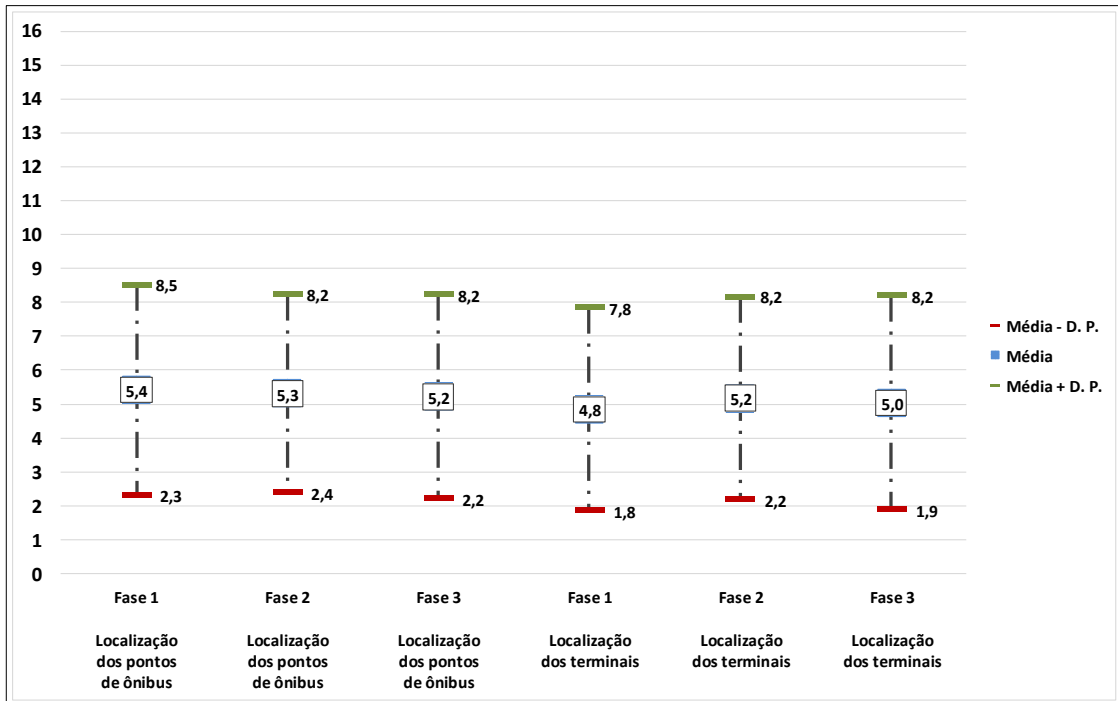 16
15
14
13
12
11
10
9
8
7
6
5
4
3
2
1
0
8,5
8,2
8,2
7,8
8,2
8,2
5,4
5,3
5,2
4,8
5,2
5,0
2,3
2,4
2,2
1,8
2,2
1,9
Média - D. P.
Média
Média + D. P.
Fase 1
Fase 2
Fase 3
Fase 1
Fase 2
Fase 3
Localização
dos pontos
de ônibus
Localização
dos pontos
de ônibus
Localização
dos pontos
de ônibus
Localização
dos terminais
Localização
dos terminais
Localização
dos terminais